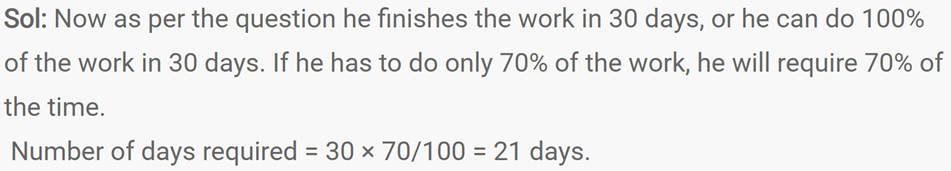 Sol: Now as per the question he finishes the work in 30 days, or he can do 100%
of the work in 30 days. If he has to do only 70% of the work, he will require 70% of
the time.
Number of days required = 30 × 70/100 = 21 days.